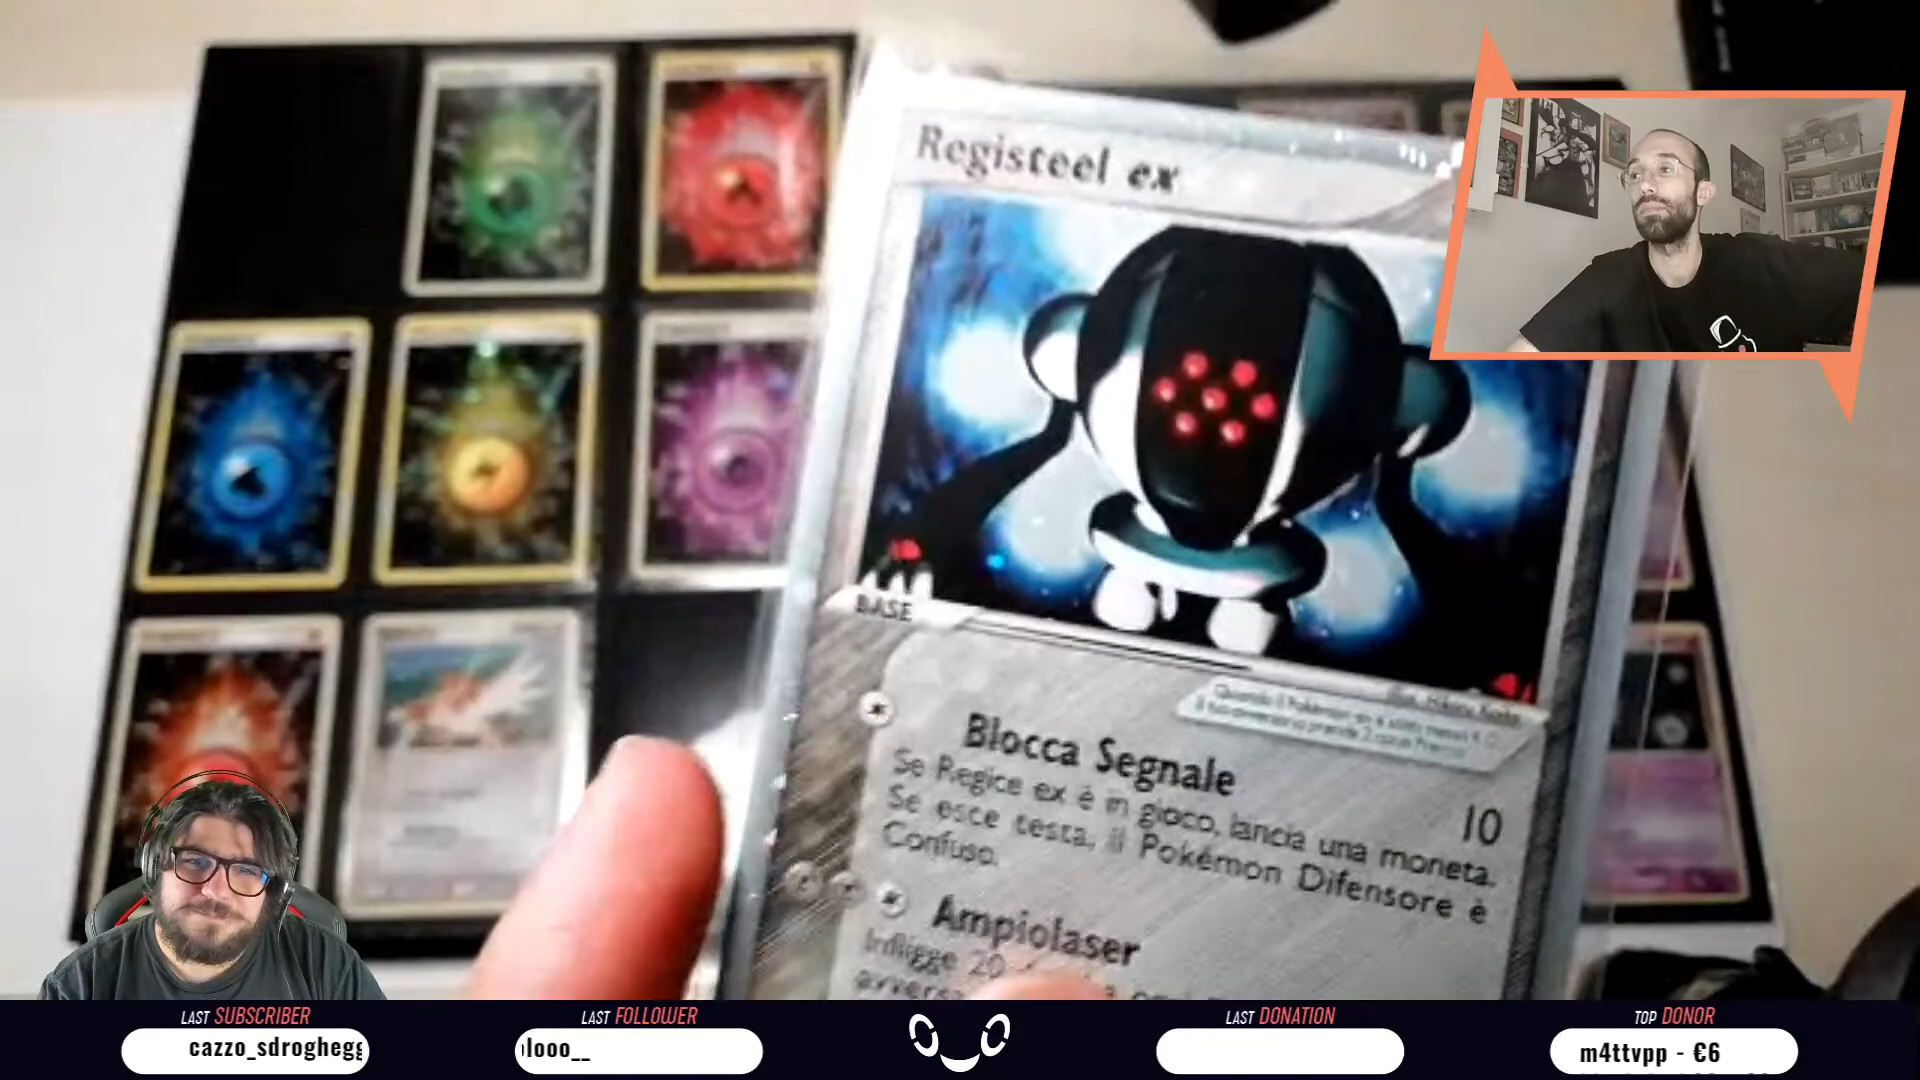 Registeel ex
BASE
Blocca Segnale
10
Se Regice ex è in gioco, lancia una moneta.
Se esce testa, il Pokémon Difensore è
Confuso.
Ampiolaser
Infligge 20
LAST SUBSCRIBER
cazzo_sdroghegg
LAST FOLLOWER
looo__
LAST DONATION
TOP DONOR
m4ttvpp - €6